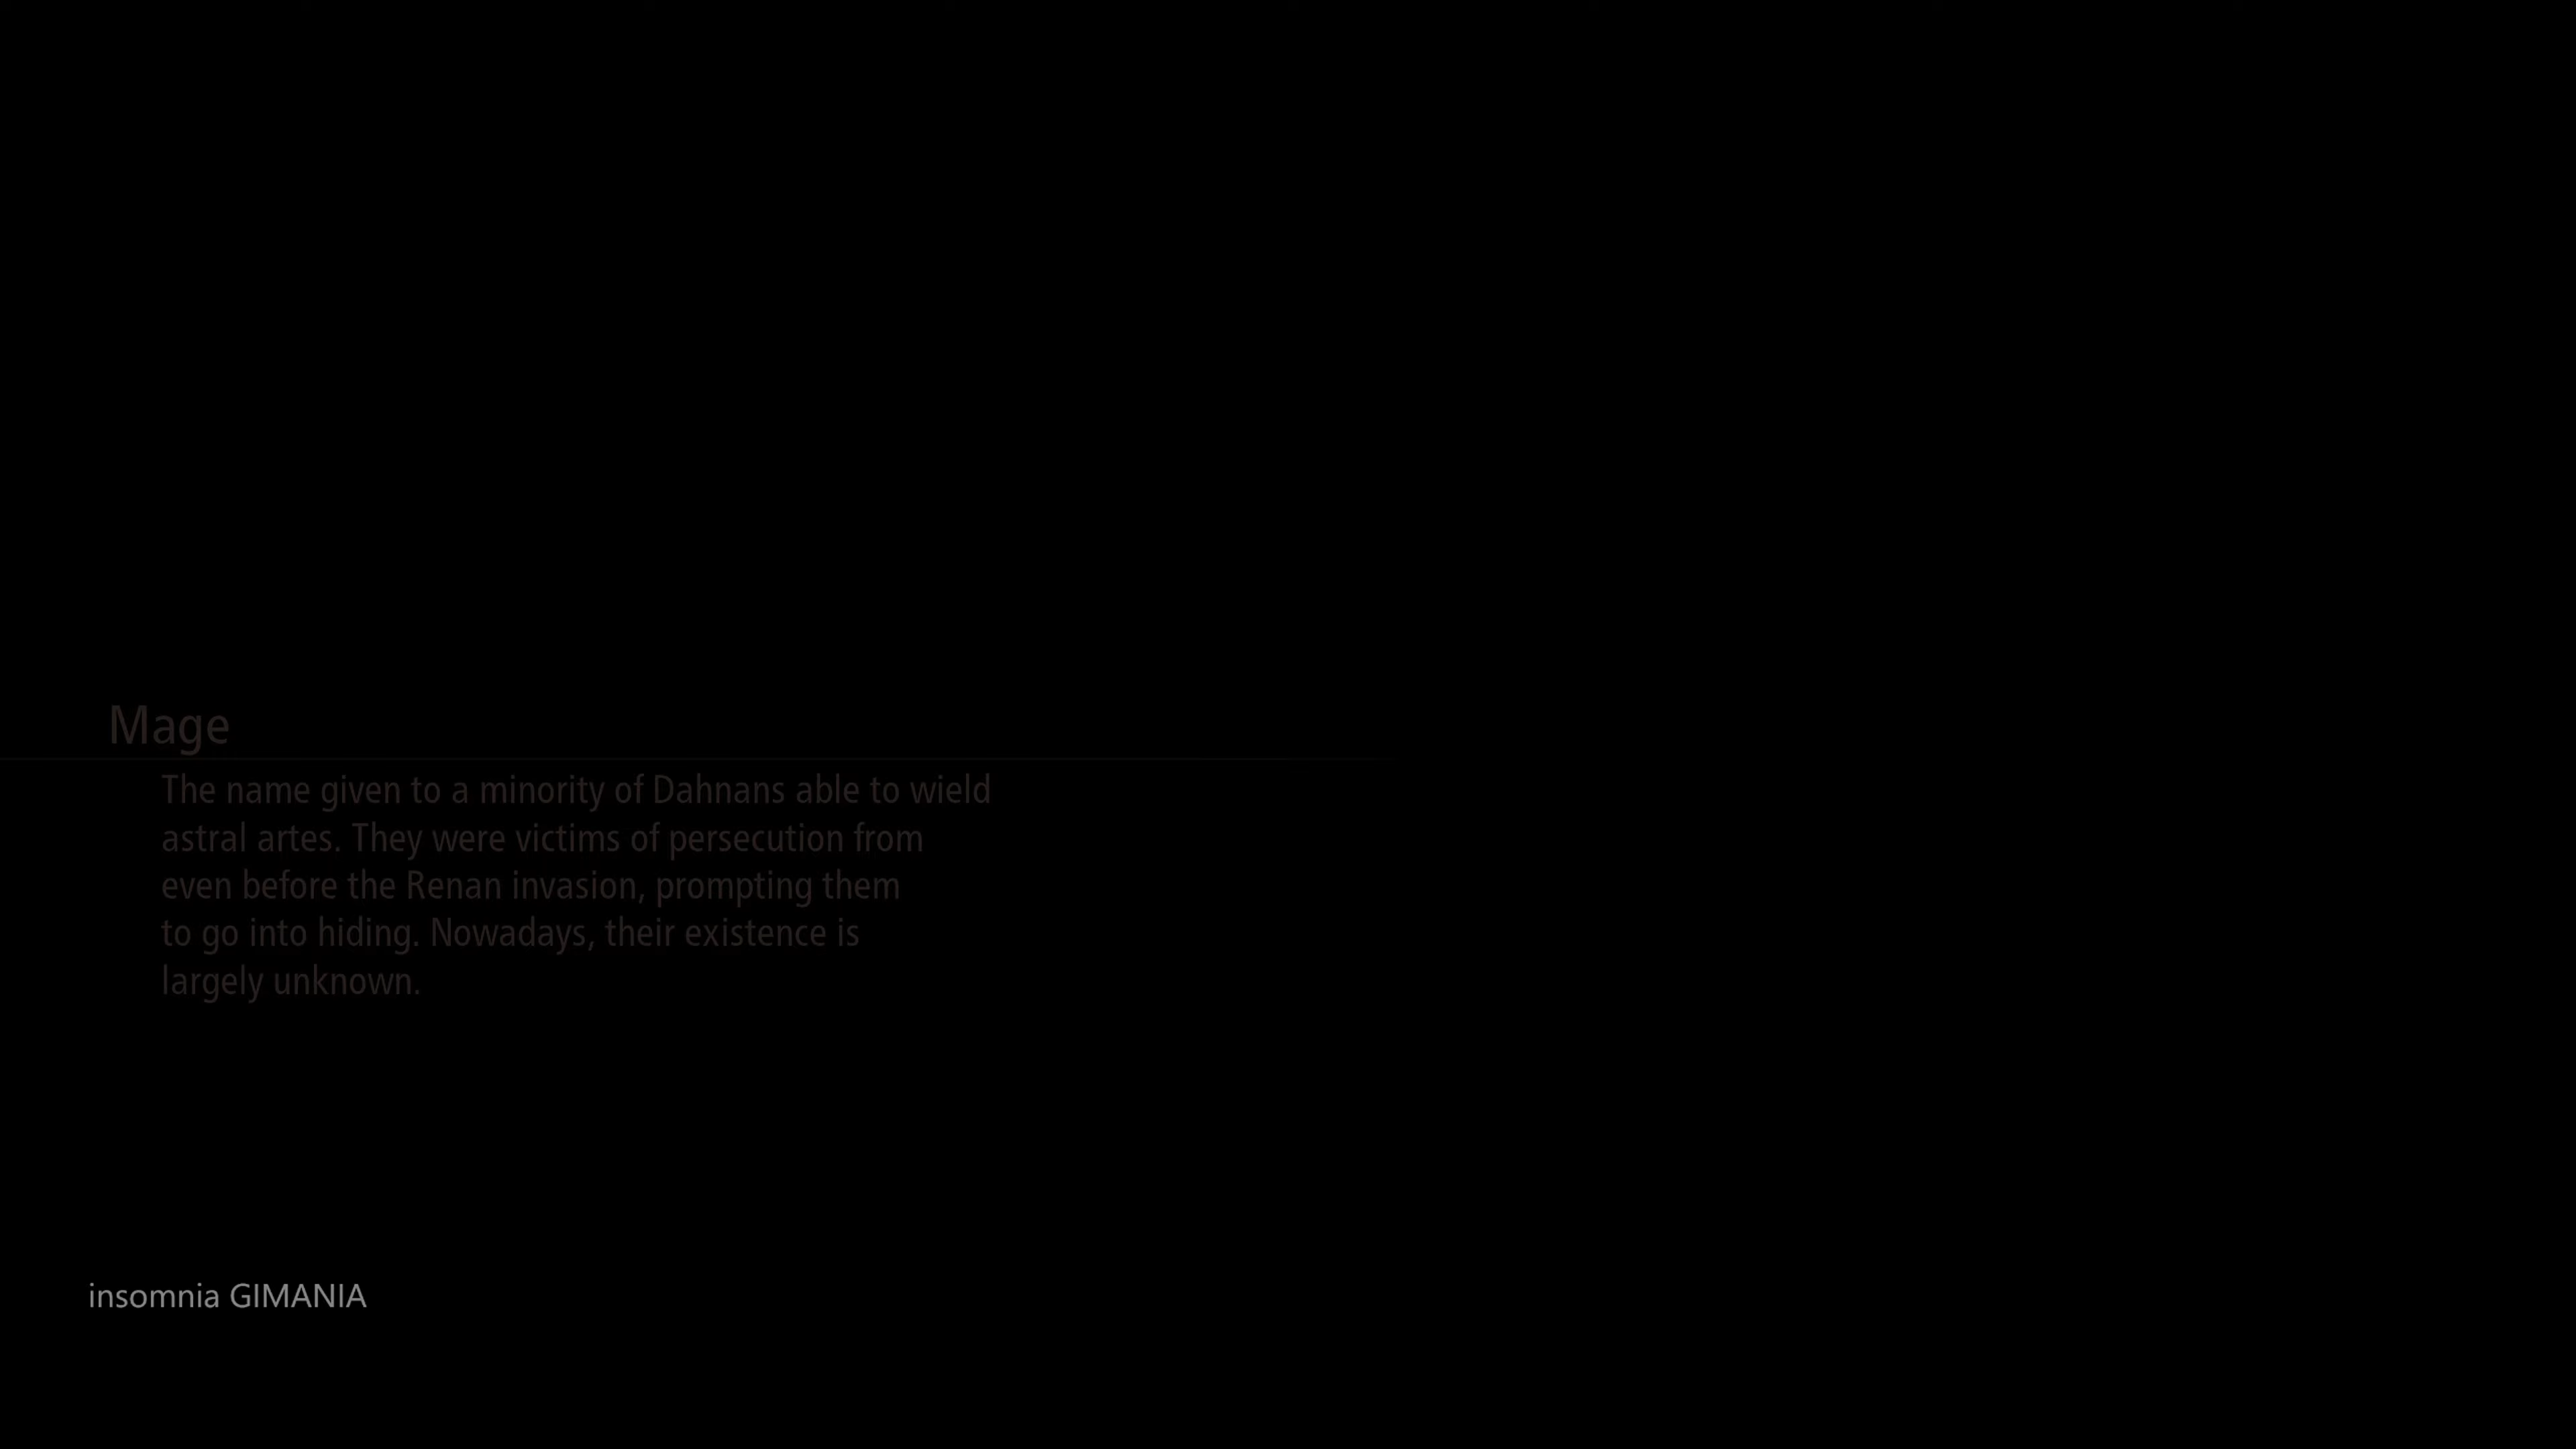 Mage
The name given to a minority of Dahnans able to wield
astral artes. They were victims of persecution from
even before the Renan invasion, prompting them
to go into hiding. Nowadays, their existence is
largely unknown.
insomnia GIMANIA